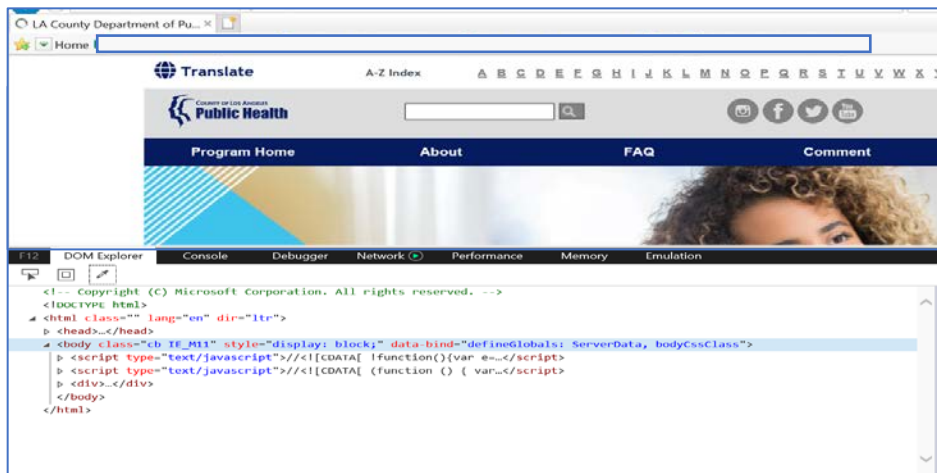 LA County Department of Pu... ×
Home
Translate A-Z Index A B C D E F G H I J K L M N O P Q R S T U V W X
COUNTY OF LOS ANGELES
Public Health
You
Tube
Program Home About FAQ Comment
F12 DOM Explorer Console Debugger Network Performance Memory Emulation
<!-- Copyright (C) Microsoft Corporation. All rights reserved. -->
<!DOCTYPE html>
<html class="" lang="en" dir="ltr">
<head>…</head>
<body class="cb IE_M11" style="display: block;" data-bind="defineGlobals: ServerData, bodyCssClass">
<script type="text/javascript">//<![CDATA[ !function(){var e=…</script>
<script type="text/javascript">//<![CDATA[ (function () { var…</script>
<div>…</div>
</body>
</html>